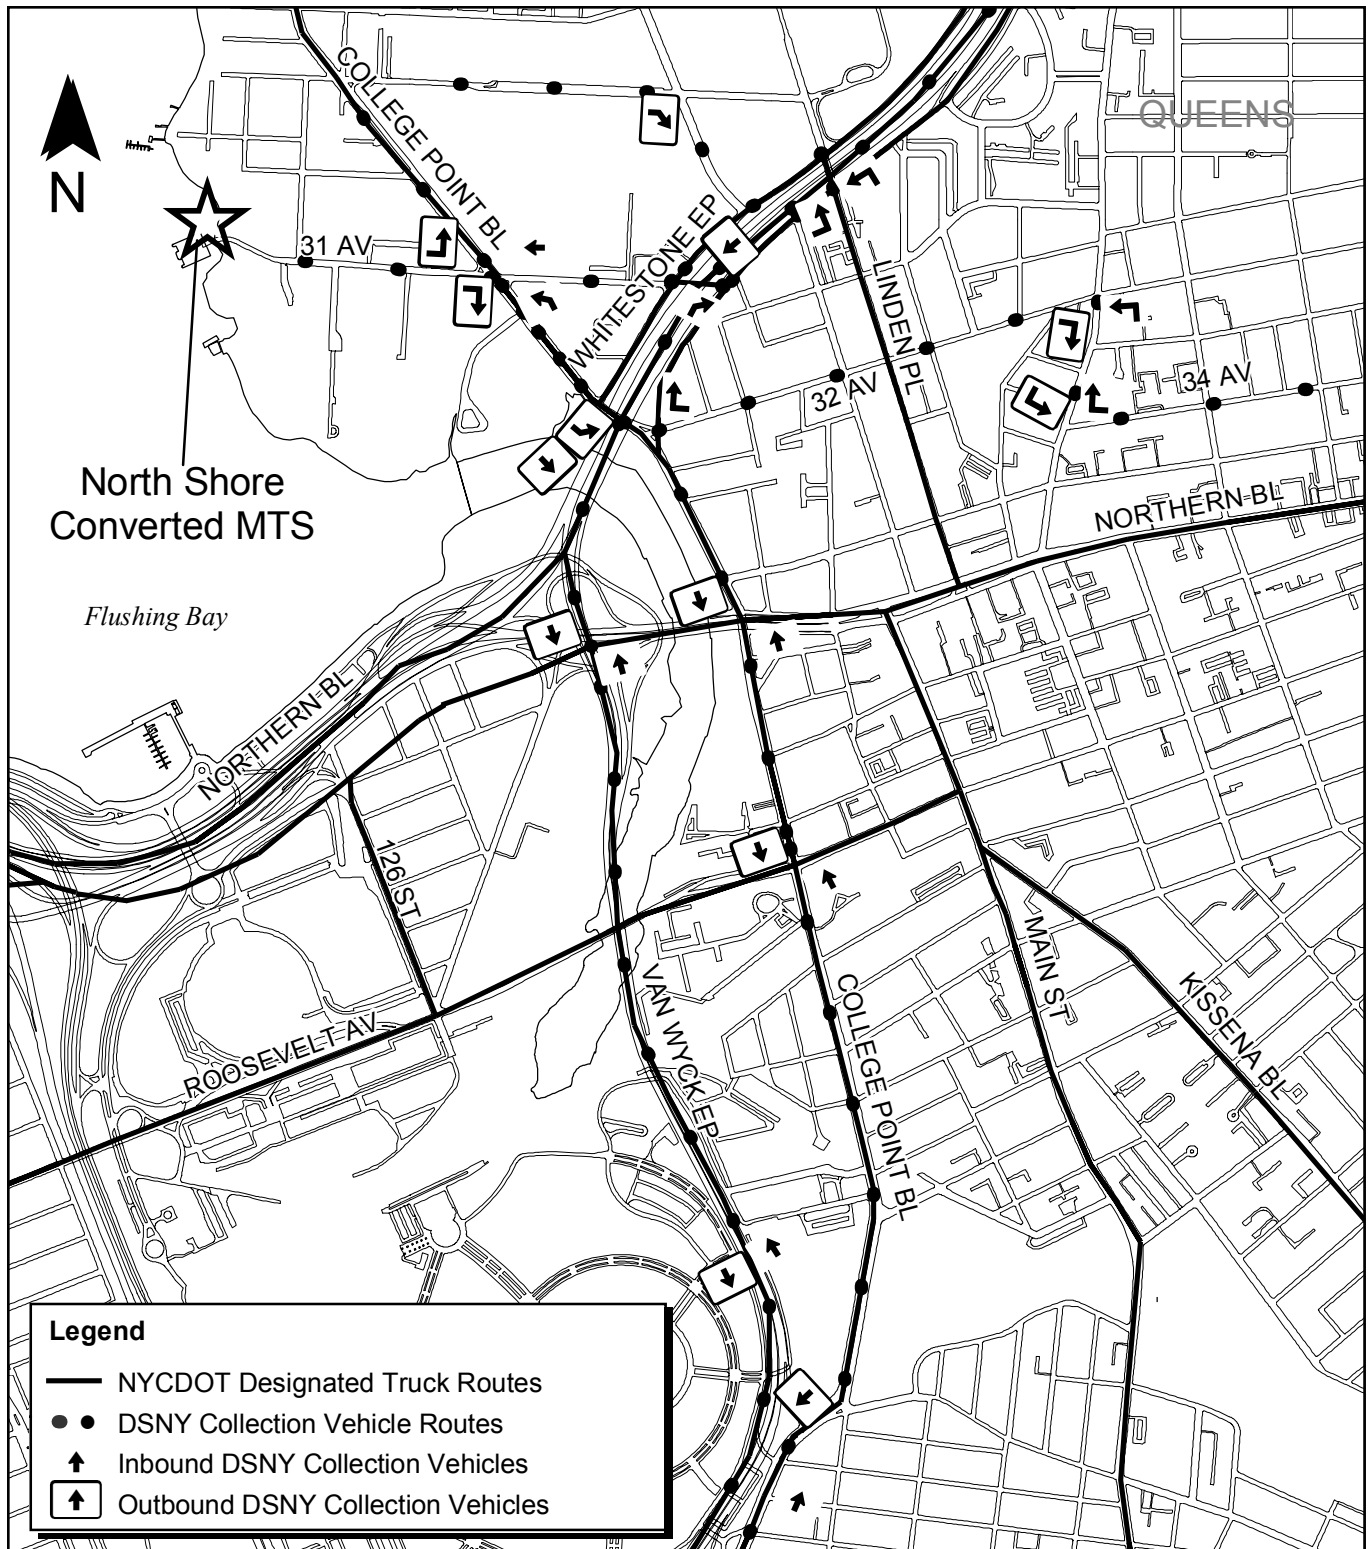 COLLEGE POINT BL
QUEENS
N
31 AV
WHITESTONE EP
LINDEN PL
32 AV
34 AV
North Shore
Converted MTS
NORTHERN BL
Flushing Bay
NORTHERN BL
126 ST
MAIN ST
KISSENA BL
VAN WYCK EP
COLLEGE POINT BL
ROOSEVELT AV
Legend
NYCDOT Designated Truck Routes
DSNY Collection Vehicle Routes
Inbound DSNY Collection Vehicles
Outbound DSNY Collection Vehicles